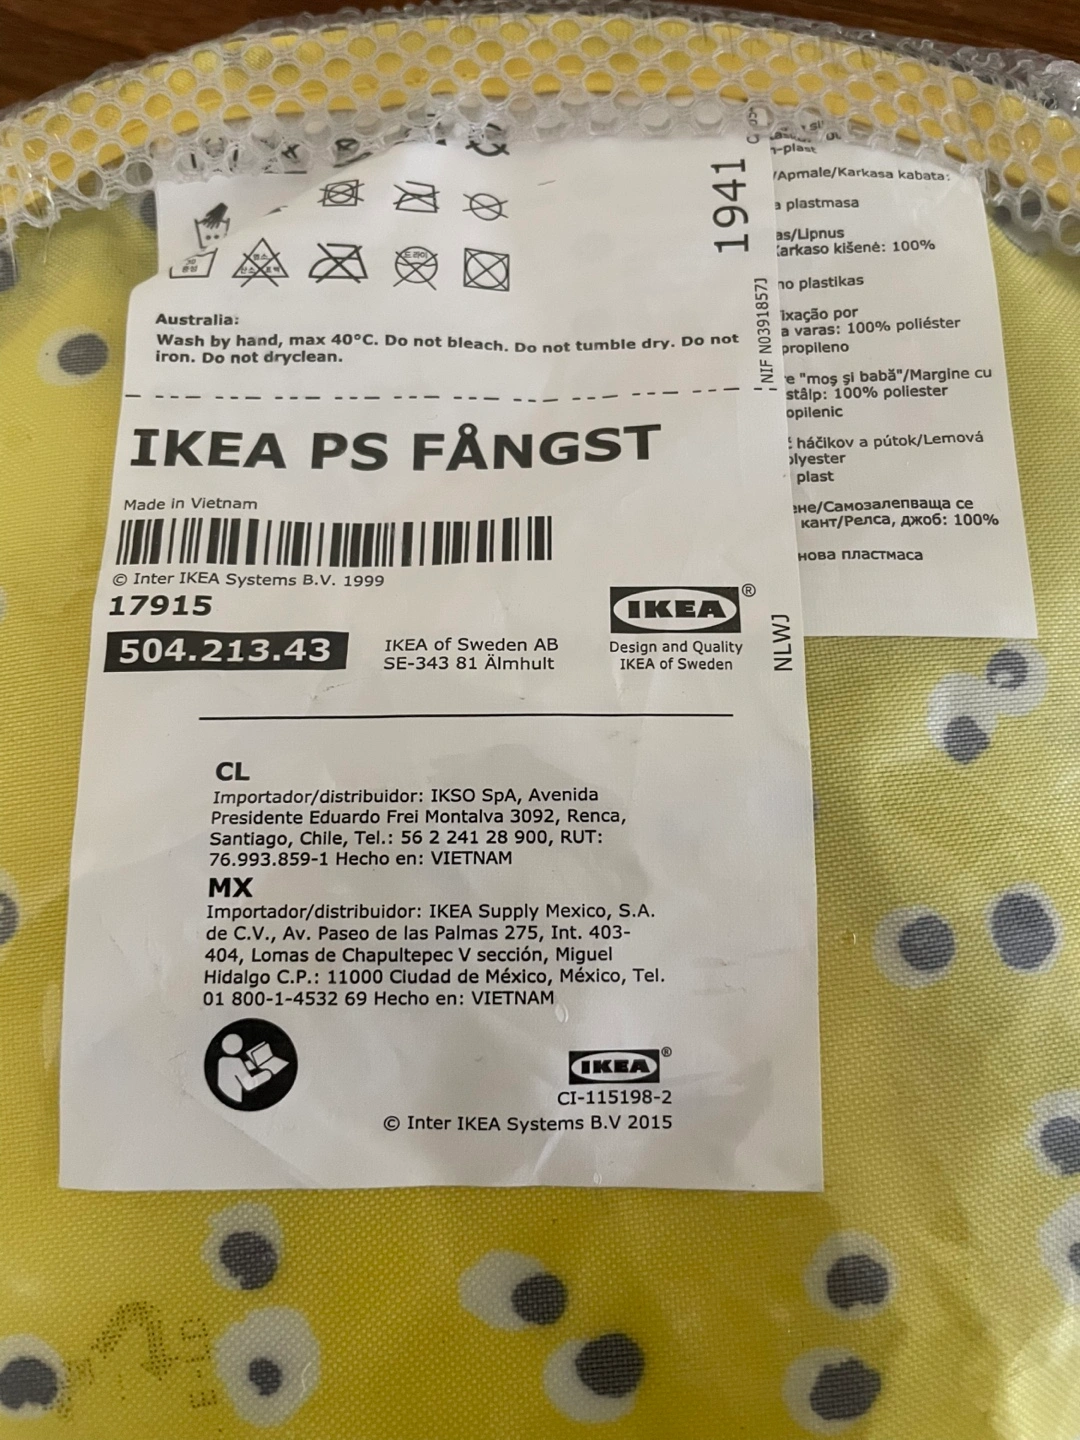 1941
Australia:
Wash by hand, max 40°C. Do not bleach. Do not tumble dry. Do not
iron. Do not dryclean.
NIF N0391857J
IKEA PS FÅNGST
Made in Vietnam
© Inter IKEA Systems B.V. 1999
17915
504.213.43
IKEA of Sweden AB
SE-343 81 Älmhult
IKEA®
Design and Quality
IKEA of Sweden
NLWJ
CL
Importador/distribuidor: IKSO SpA, Avenida
Presidente Eduardo Frei Montalva 3092, Renca,
Santiago, Chile, Tel.: 56 2 241 28 900, RUT:
76.993.859-1 Hecho en: VIETNAM
MX
Importador/distribuidor: IKEA Supply Mexico, S.A.
de C.V., Av. Paseo de las Palmas 275, Int. 403-
404, Lomas de Chapultepec V sección, Miguel
Hidalgo C.P.: 11000 Ciudad de México, México, Tel.
01 800-1-4532 69 Hecho en: VIETNAM
IKEA®
CI-115198-2
© Inter IKEA Systems B.V 2015
-plast
/Apmale/Karkasa kabata:
plastmasa
as/Lipnus
karkaso kišenė: 100%
plastikas
por
a varas: 100% poliéster
"moș și babă"/Margine cu
stâlp: 100% poliester
háčikov a pútok/Lemová
plast
/Самозалепваща се
кант/Релса, джоб: 100%
пластмаса